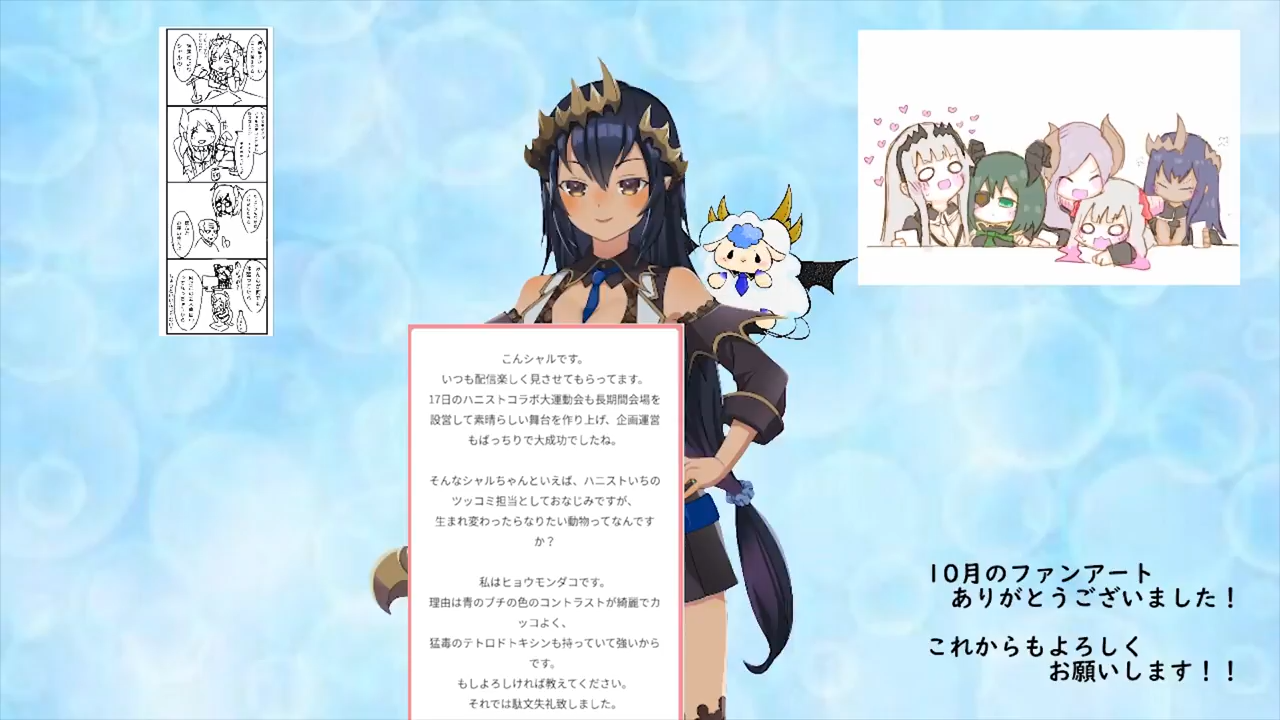 こんシャルです。
いつも配信楽しく見させてもらってます。
17日のハニストコラボ大運動会も長期間会場を
設営して素晴らしい舞台を作り上げ、企画運営
もばっちりで大成功でしたね。
そんなシャルちゃんといえば、ハニストいちの
ツッコミ担当としておなじみですが、
生まれ変わったらなりたい動物ってなんです
か？
私はヒョウモンダコです。
理由は青のブチの色のコントラストが綺麗でカ
ッコよく、
猛毒のテトロドトキシンも持っていて強いから
です。
もしよろしければ教えてください。
それでは駄文失礼致しました。
10月のファンアート
ありがとうございました！
これからもよろしく
お願いします！！